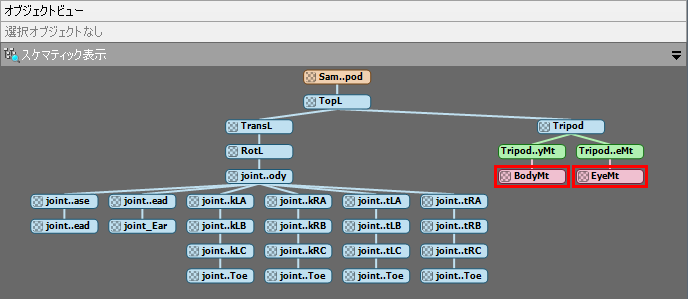 オブジェクトビュー
選択オブジェクトなし
スケマティック表示
Sam..pod
TopL
TransL
Tripod
RotL
Tripod..yMt
Tripod..eMt
joint..ody
BodyMt
EyeMt
joint..ase
joint..ead
joint..kLA
joint..kRA
joint..tLA
joint..tRA
joint..ead
joint_Ear
joint..kLB
joint..kRB
joint..tLB
joint..tRB
joint..kLC
joint..kRC
joint..tLC
joint..tRC
joint..Toe
joint..Toe
joint..Toe
joint..Toe